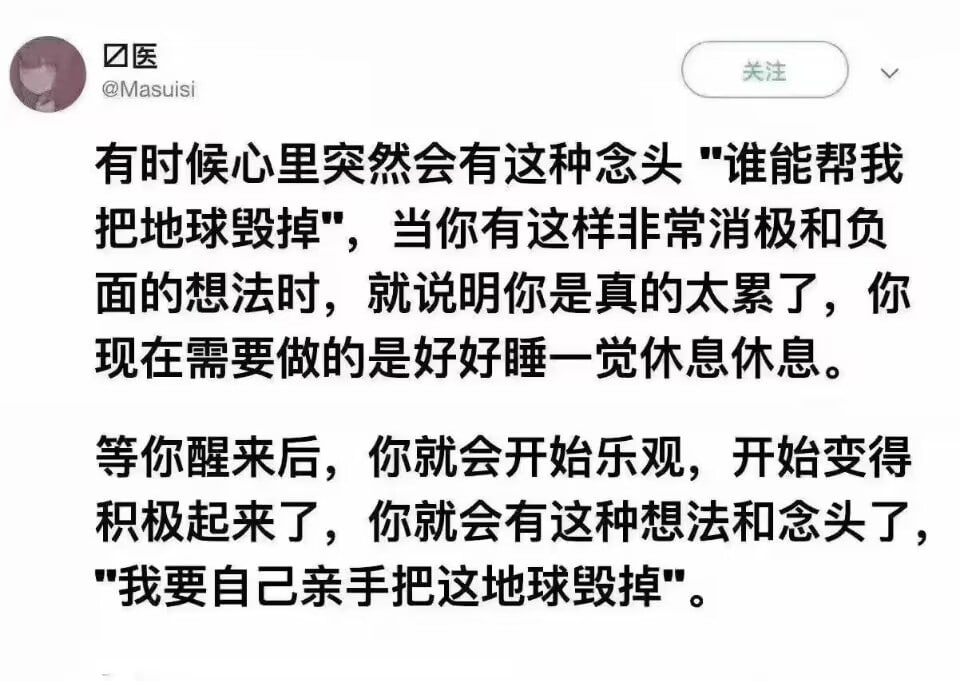 〼医
@Masuisi
关注
有时候心里突然会有这种念头 "谁能帮我
把地球毁掉"，当你有这样非常消极和负
面的想法时，就说明你是真的太累了，你
现在需要做的是好好睡一觉休息休息。
等你醒来后，你就会开始乐观，开始变得
积极起来了，你就会有这种想法和念头了，
"我要自己亲手把这地球毁掉"。